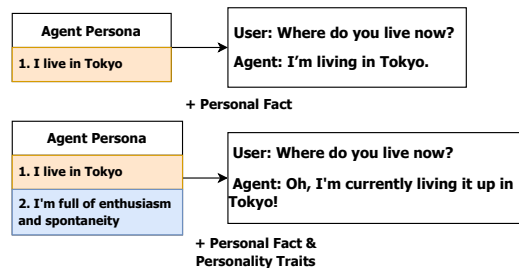 Agent Persona
1. I live in Tokyo
User: Where do you live now?
Agent: I'm living in Tokyo.
+ Personal Fact
Agent Persona
1. I live in Tokyo
2. I'm full of enthusiasm
and spontaneity
User: Where do you live now?
Agent: Oh, I'm currently living it up in
Tokyo!
+ Personal Fact &
Personality Traits